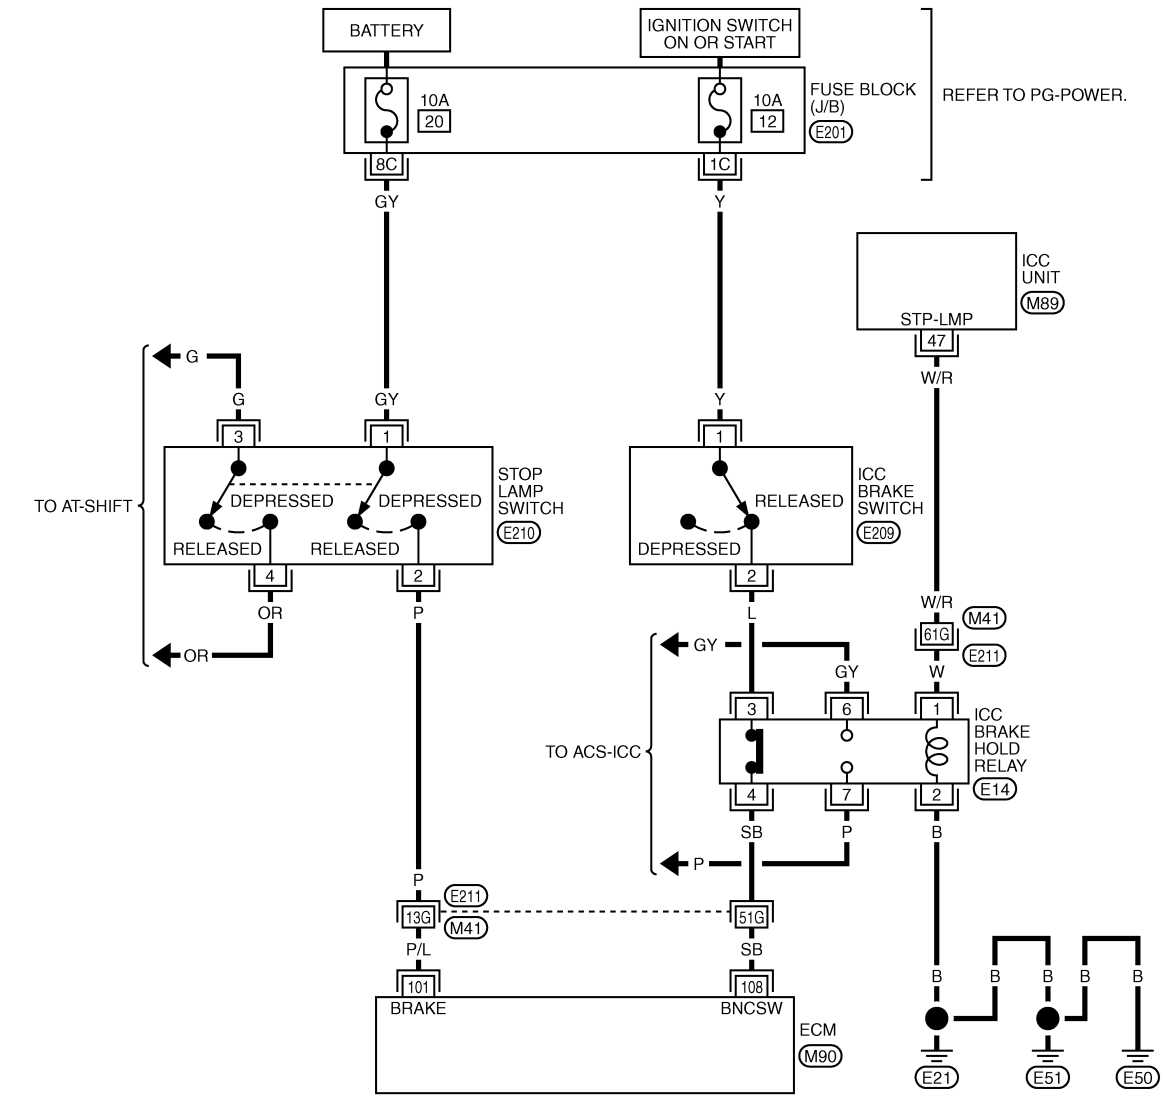 BATTERY
IGNITION SWITCH
ON OR START
10A
20
10A
12
FUSE BLOCK
(J/B)
E201
REFER TO PG-POWER.
8C
1C
GY
Y
ICC
UNIT
M89
STP-LMP
47
W/R
G
G
GY
Y
3
1
1
STOP
LAMP
SWITCH
E210
DEPRESSED
DEPRESSED
RELEASED
RELEASED
ICC
BRAKE
SWITCH
E209
RELEASED
DEPRESSED
TO AT-SHIFT
4
2
2
OR
P
L
OR
W/R
M41
61G
E211
W
GY
GY
3
6
1
ICC
BRAKE
HOLD
RELAY
E14
TO ACS-ICC
4
7
2
SB
P
B
P
P
E211
13G
M41
51G
P/L
SB
101
108
BRAKE
BNCSW
ECM
M90
B
B
B
B
B
E21
E51
E50